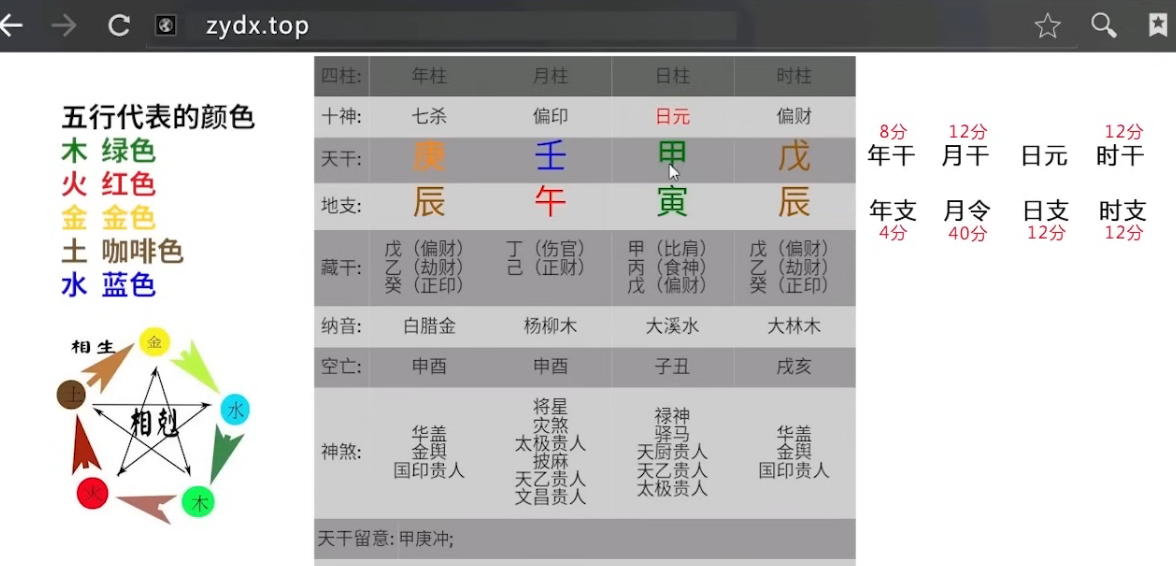 zydx.top
五行代表的颜色
木 绿色
火 红色
金 金色
土 咖啡色
水 蓝色
相生
金
水
木
火
土
相剋
四柱: 年柱 月柱 日柱 时柱
十神: 七杀 偏印 日元 偏财
天干: 庚 壬 甲 戊
地支: 辰 午 寅 辰
藏干: 戊（偏财） 乙（劫财） 癸（正印） 丁（伤官） 己（正财） 甲（比肩） 丙（食神） 戊（偏财） 戊（偏财） 乙（劫财） 癸（正印）
纳音: 白腊金 杨柳木 大溪水 大林木
空亡: 申酉 申酉 子丑 戌亥
神煞: 华盖 金舆 国印贵人 将星 灾煞 太极贵人 披麻 天乙贵人 文昌贵人 禄神 驿马 天厨贵人 天乙贵人 太极贵人 华盖 金舆 国印贵人
天干留意: 甲庚冲;
8分 12分 12分
年干 月干 日元 时干
年支 月令 日支 时支
4分 40分 12分 12分